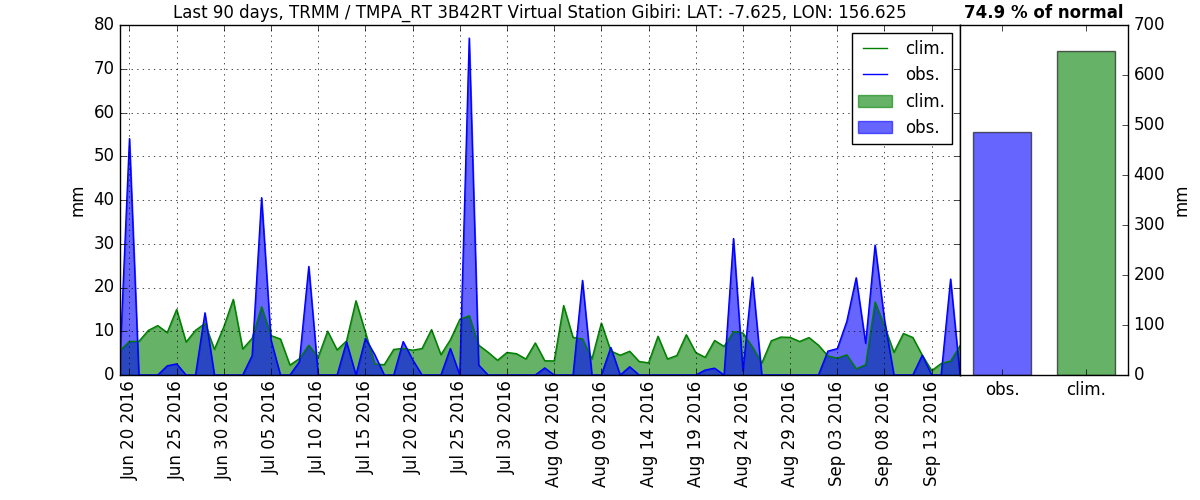 Last 90 days, TRMM / TMPA_RT 3B42RT Virtual Station Gibiri: LAT: -7.625, LON: 156.625
74.9 % of normal
80
70
60
50
40
30
20
10
0
mm
clim.
obs.
clim.
obs.
700
600
500
400
300
200
100
0
mm
Jun 20 2016
Jun 25 2016
Jun 30 2016
Jul 05 2016
Jul 10 2016
Jul 15 2016
Jul 20 2016
Jul 25 2016
Jul 30 2016
Aug 04 2016
Aug 09 2016
Aug 14 2016
Aug 19 2016
Aug 24 2016
Aug 29 2016
Sep 03 2016
Sep 08 2016
Sep 13 2016
obs.
clim.